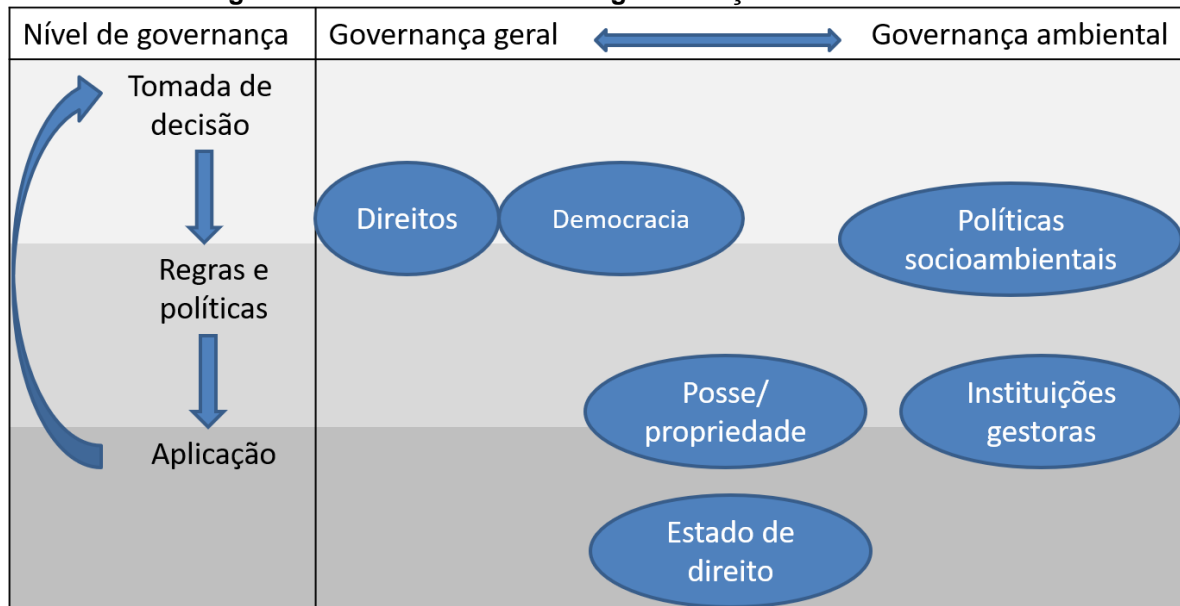 Nível de governança
Governança geral
Governança ambiental
Tomada de
decisão
Direitos
Democracia
Políticas
socioambientais
Regras e
políticas
Posse/
propriedade
Instituições
gestoras
Aplicação
Estado de
direito